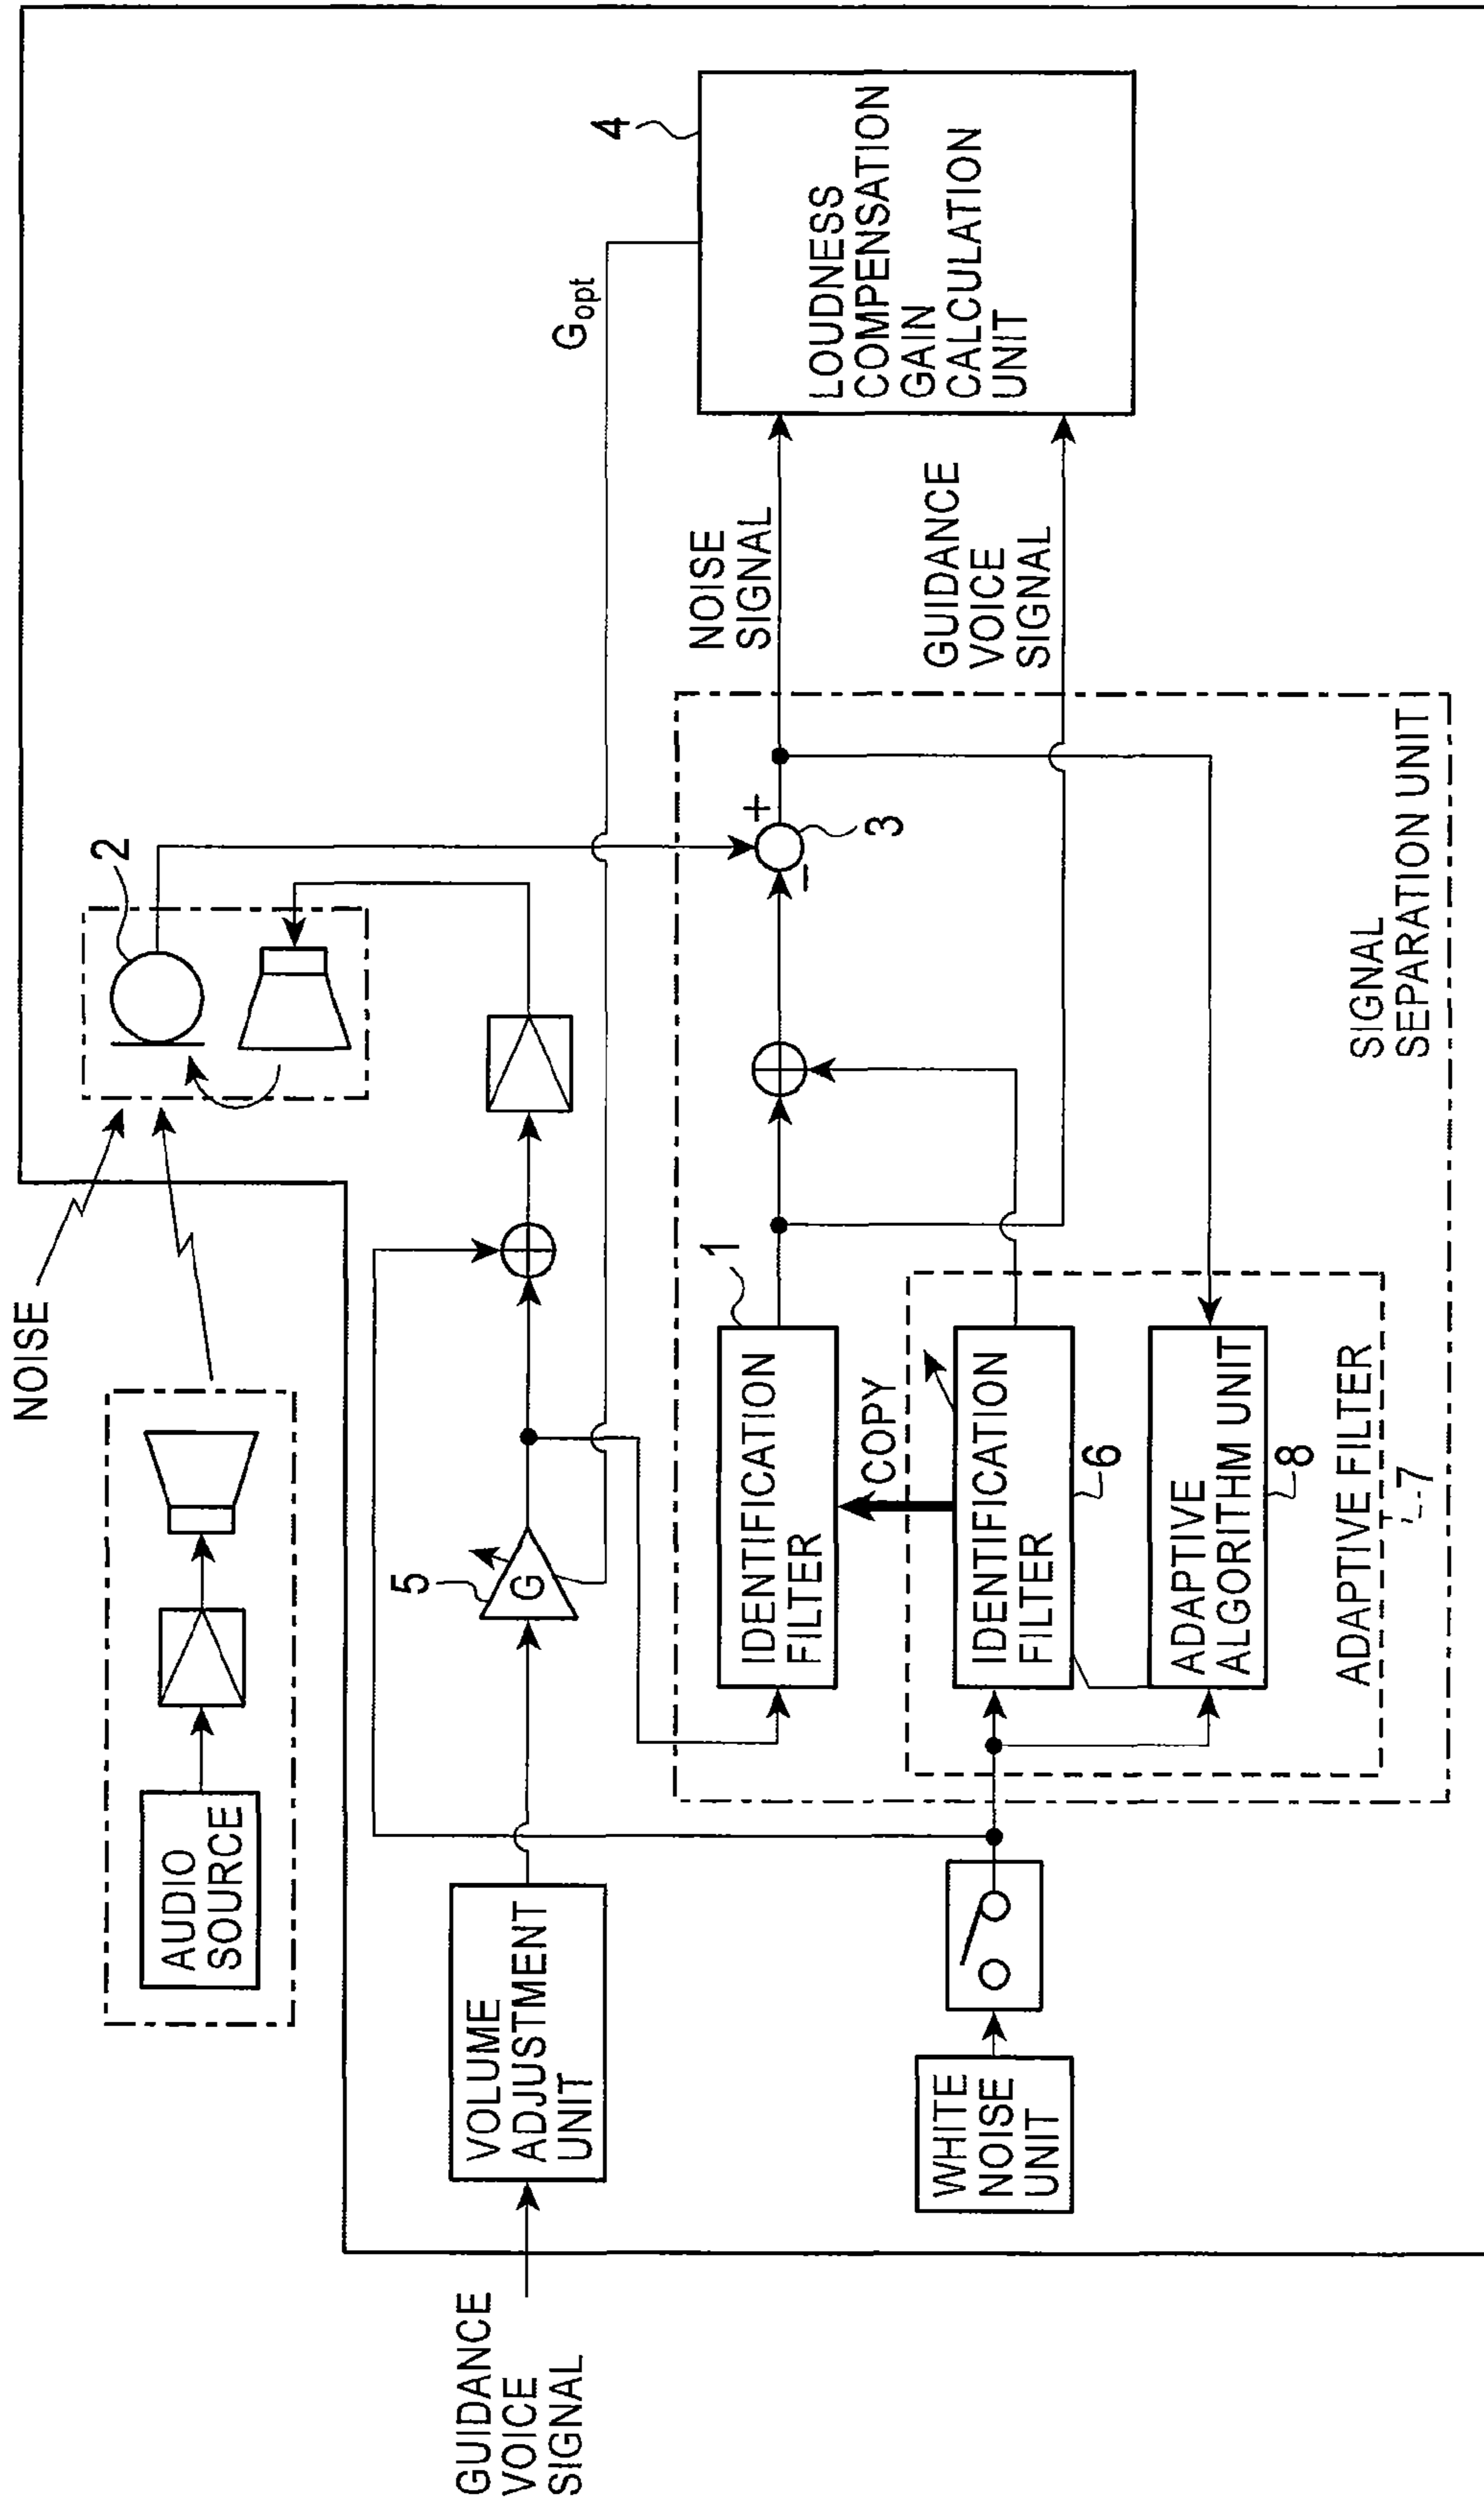 NOISE
AUDIO
SOURCE
2
GUIDANCE
VOICE
SIGNAL
VOLUME
ADJUSTMENT
UNIT
5
G
Gopt
4
LOUDNESS
COMPENSATION
GAIN
CALCULATION
UNIT
NOISE
SIGNAL
GUIDANCE
VOICE
SIGNAL
+
3
−
1
IDENTIFICATION
FILTER
COPY
IDENTIFICATION
FILTER
6
ADAPTIVE
ALGORITHM UNIT
8
ADAPTIVE FILTER
7
SIGNAL
SEPARATION UNIT
WHITE
NOISE
UNIT